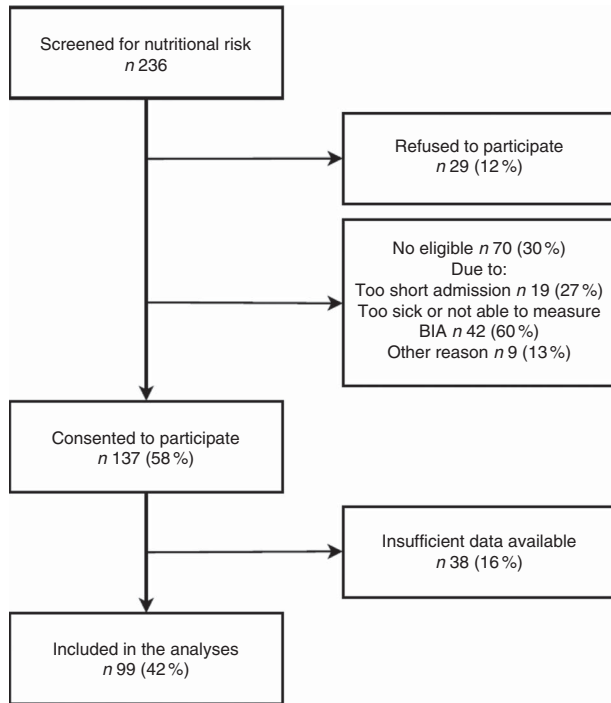 Screened for nutritional risk
n 236
Refused to participate
n 29 (12 %)
No eligible n 70 (30 %)
Due to:
Too short admission n 19 (27 %)
Too sick or not able to measure
BIA n 42 (60 %)
Other reason n 9 (13 %)
Consented to participate
n 137 (58 %)
Insufficient data available
n 38 (16 %)
Included in the analyses
n 99 (42 %)